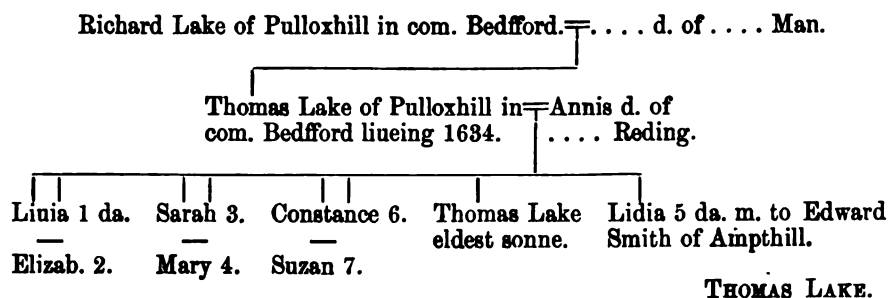 Richard Lake of Pulloxhill in com. Bedfford.=. . . . d. of . . . . Man.
Thomas Lake of Pulloxhill in=Annis d. of
com. Bedfford liueing 1634. . . . . Reding.
Liuia 1 da. Sarah 3. Constance 6. Thomas Lake Lidia 5 da. m. to Edward
eldest sonne. Smith of Ampthill.
Elizab. 2. Mary 4. Suzan 7.
THOMAS LAKE.